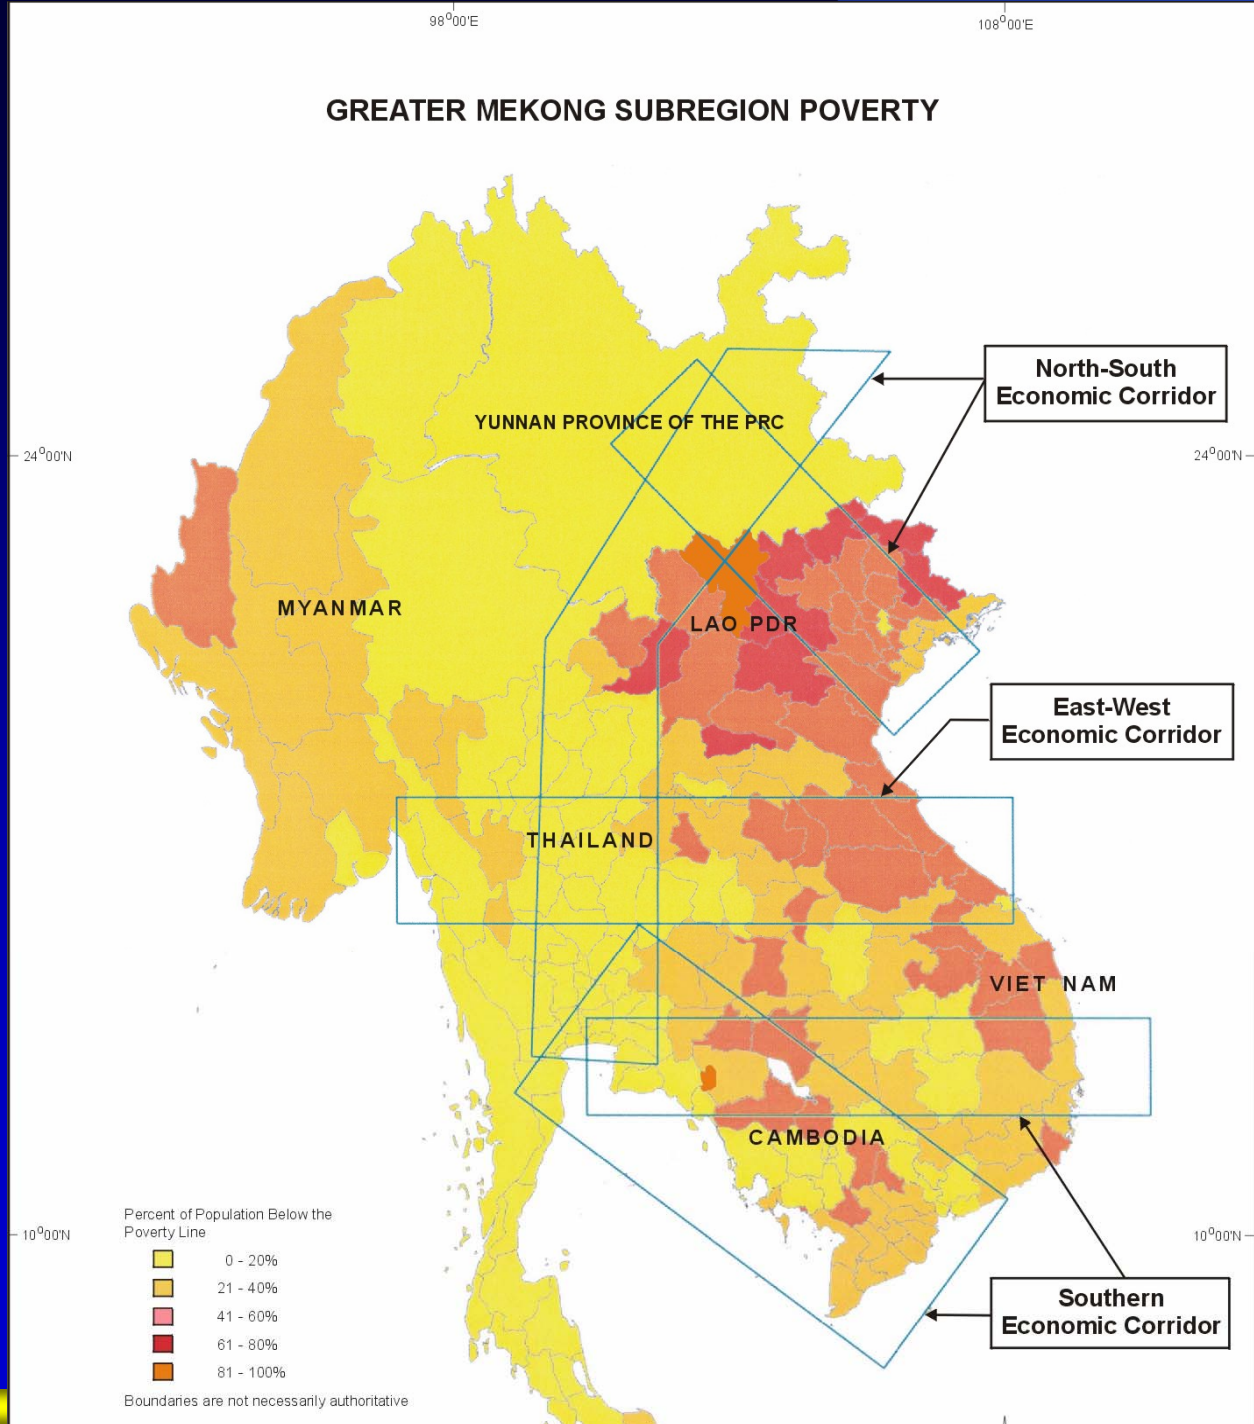 98°00'E
108°00'E
GREATER MEKONG SUBREGION POVERTY
North-South
Economic Corridor
YUNNAN PROVINCE OF THE PRC
24°00'N
24°00'N
MYANMAR
LAO PDR
East-West
Economic Corridor
THAILAND
VIET NAM
CAMBODIA
Percent of Population Below the
Poverty Line
10°00'N
10°00'N
0 - 20%
21 - 40%
41 - 60%
61 - 80%
81 - 100%
Southern
Economic Corridor
Boundaries are not necessarily authoritative